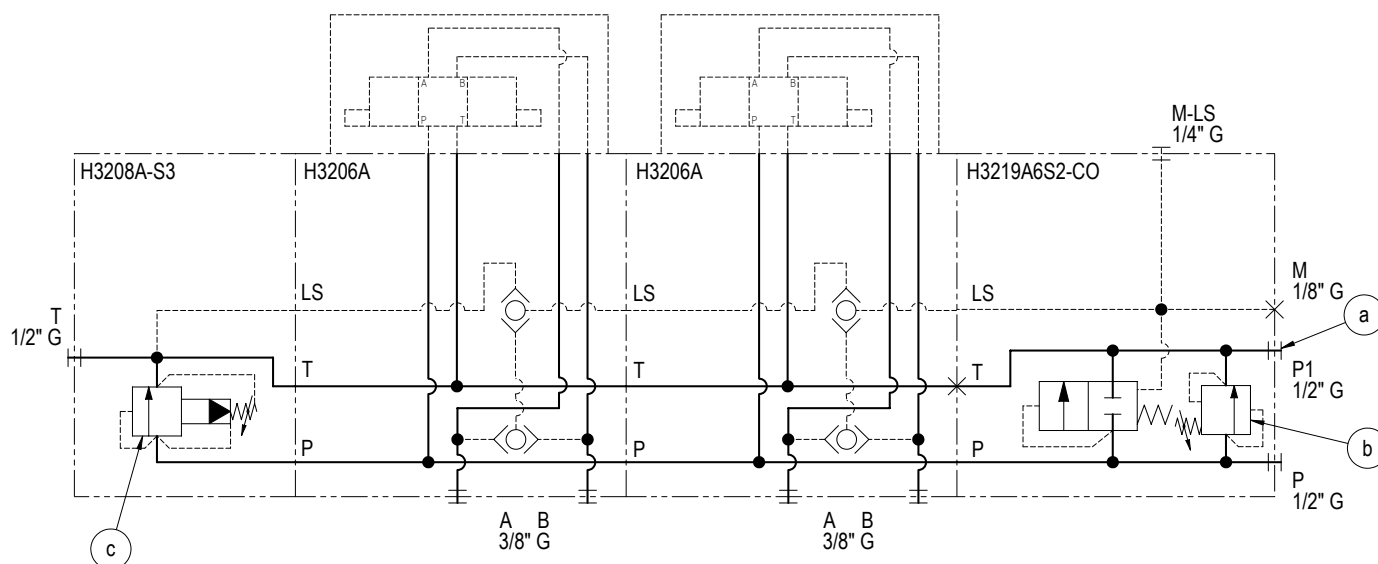 A B
P T
A B
P T
M-LS
1/4" G
H3208A-S3
H3206A
H3206A
H3219A6S2-CO
LS
LS
LS
M
1/8" G
T
1/2" G
a
T
T
T
P1
1/2" G
P
P
P
b
P
1/2" G
A B
3/8" G
A B
3/8" G
c